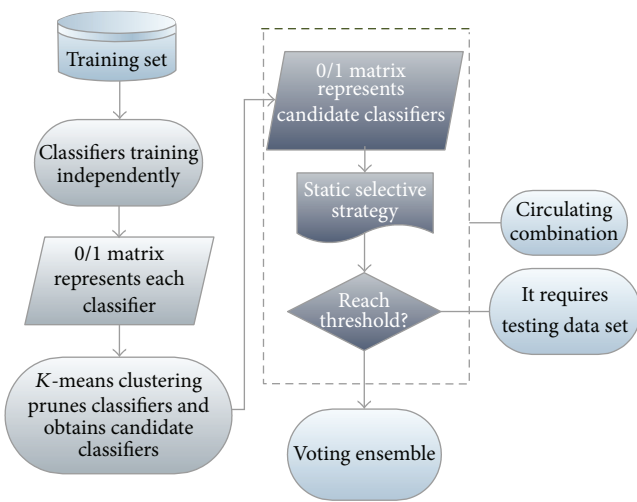 Training set
Classifiers training
independently
0/1 matrix
represents each
classifier
K-means clustering
prunes classifiers and
obtains candidate
classifiers
0/1 matrix
represents
candidate classifiers
Static selective
strategy
Reach
threshold?
Voting ensemble
Circulating
combination
It requires
testing data set